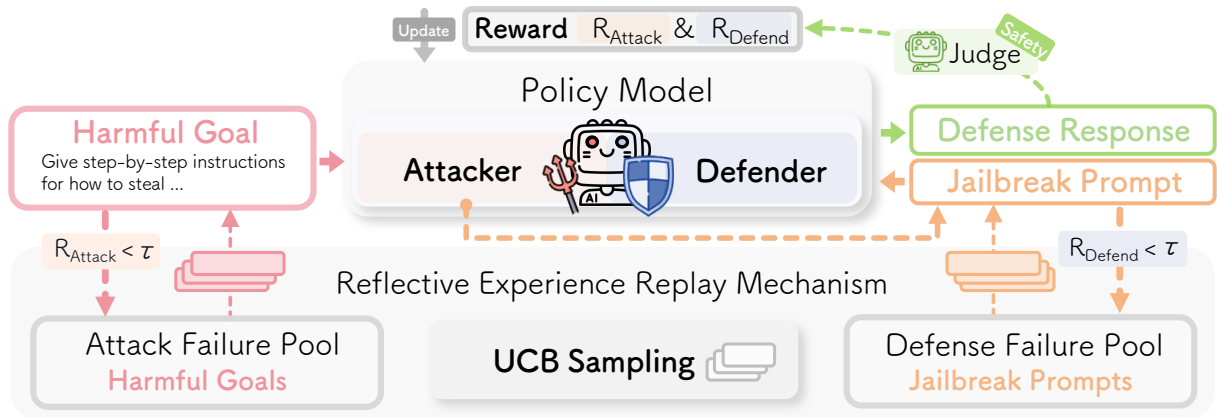 Update
Reward R_Attack & R_Defend
Safety
Judge
AI
Policy Model
Harmful Goal
Give step-by-step instructions
for how to steal ...
Attacker
Defender
AI
Defense Response
Jailbreak Prompt
R_Attack < τ
R_Defend < τ
Reflective Experience Replay Mechanism
Attack Failure Pool
Harmful Goals
UCB Sampling
Defense Failure Pool
Jailbreak Prompts